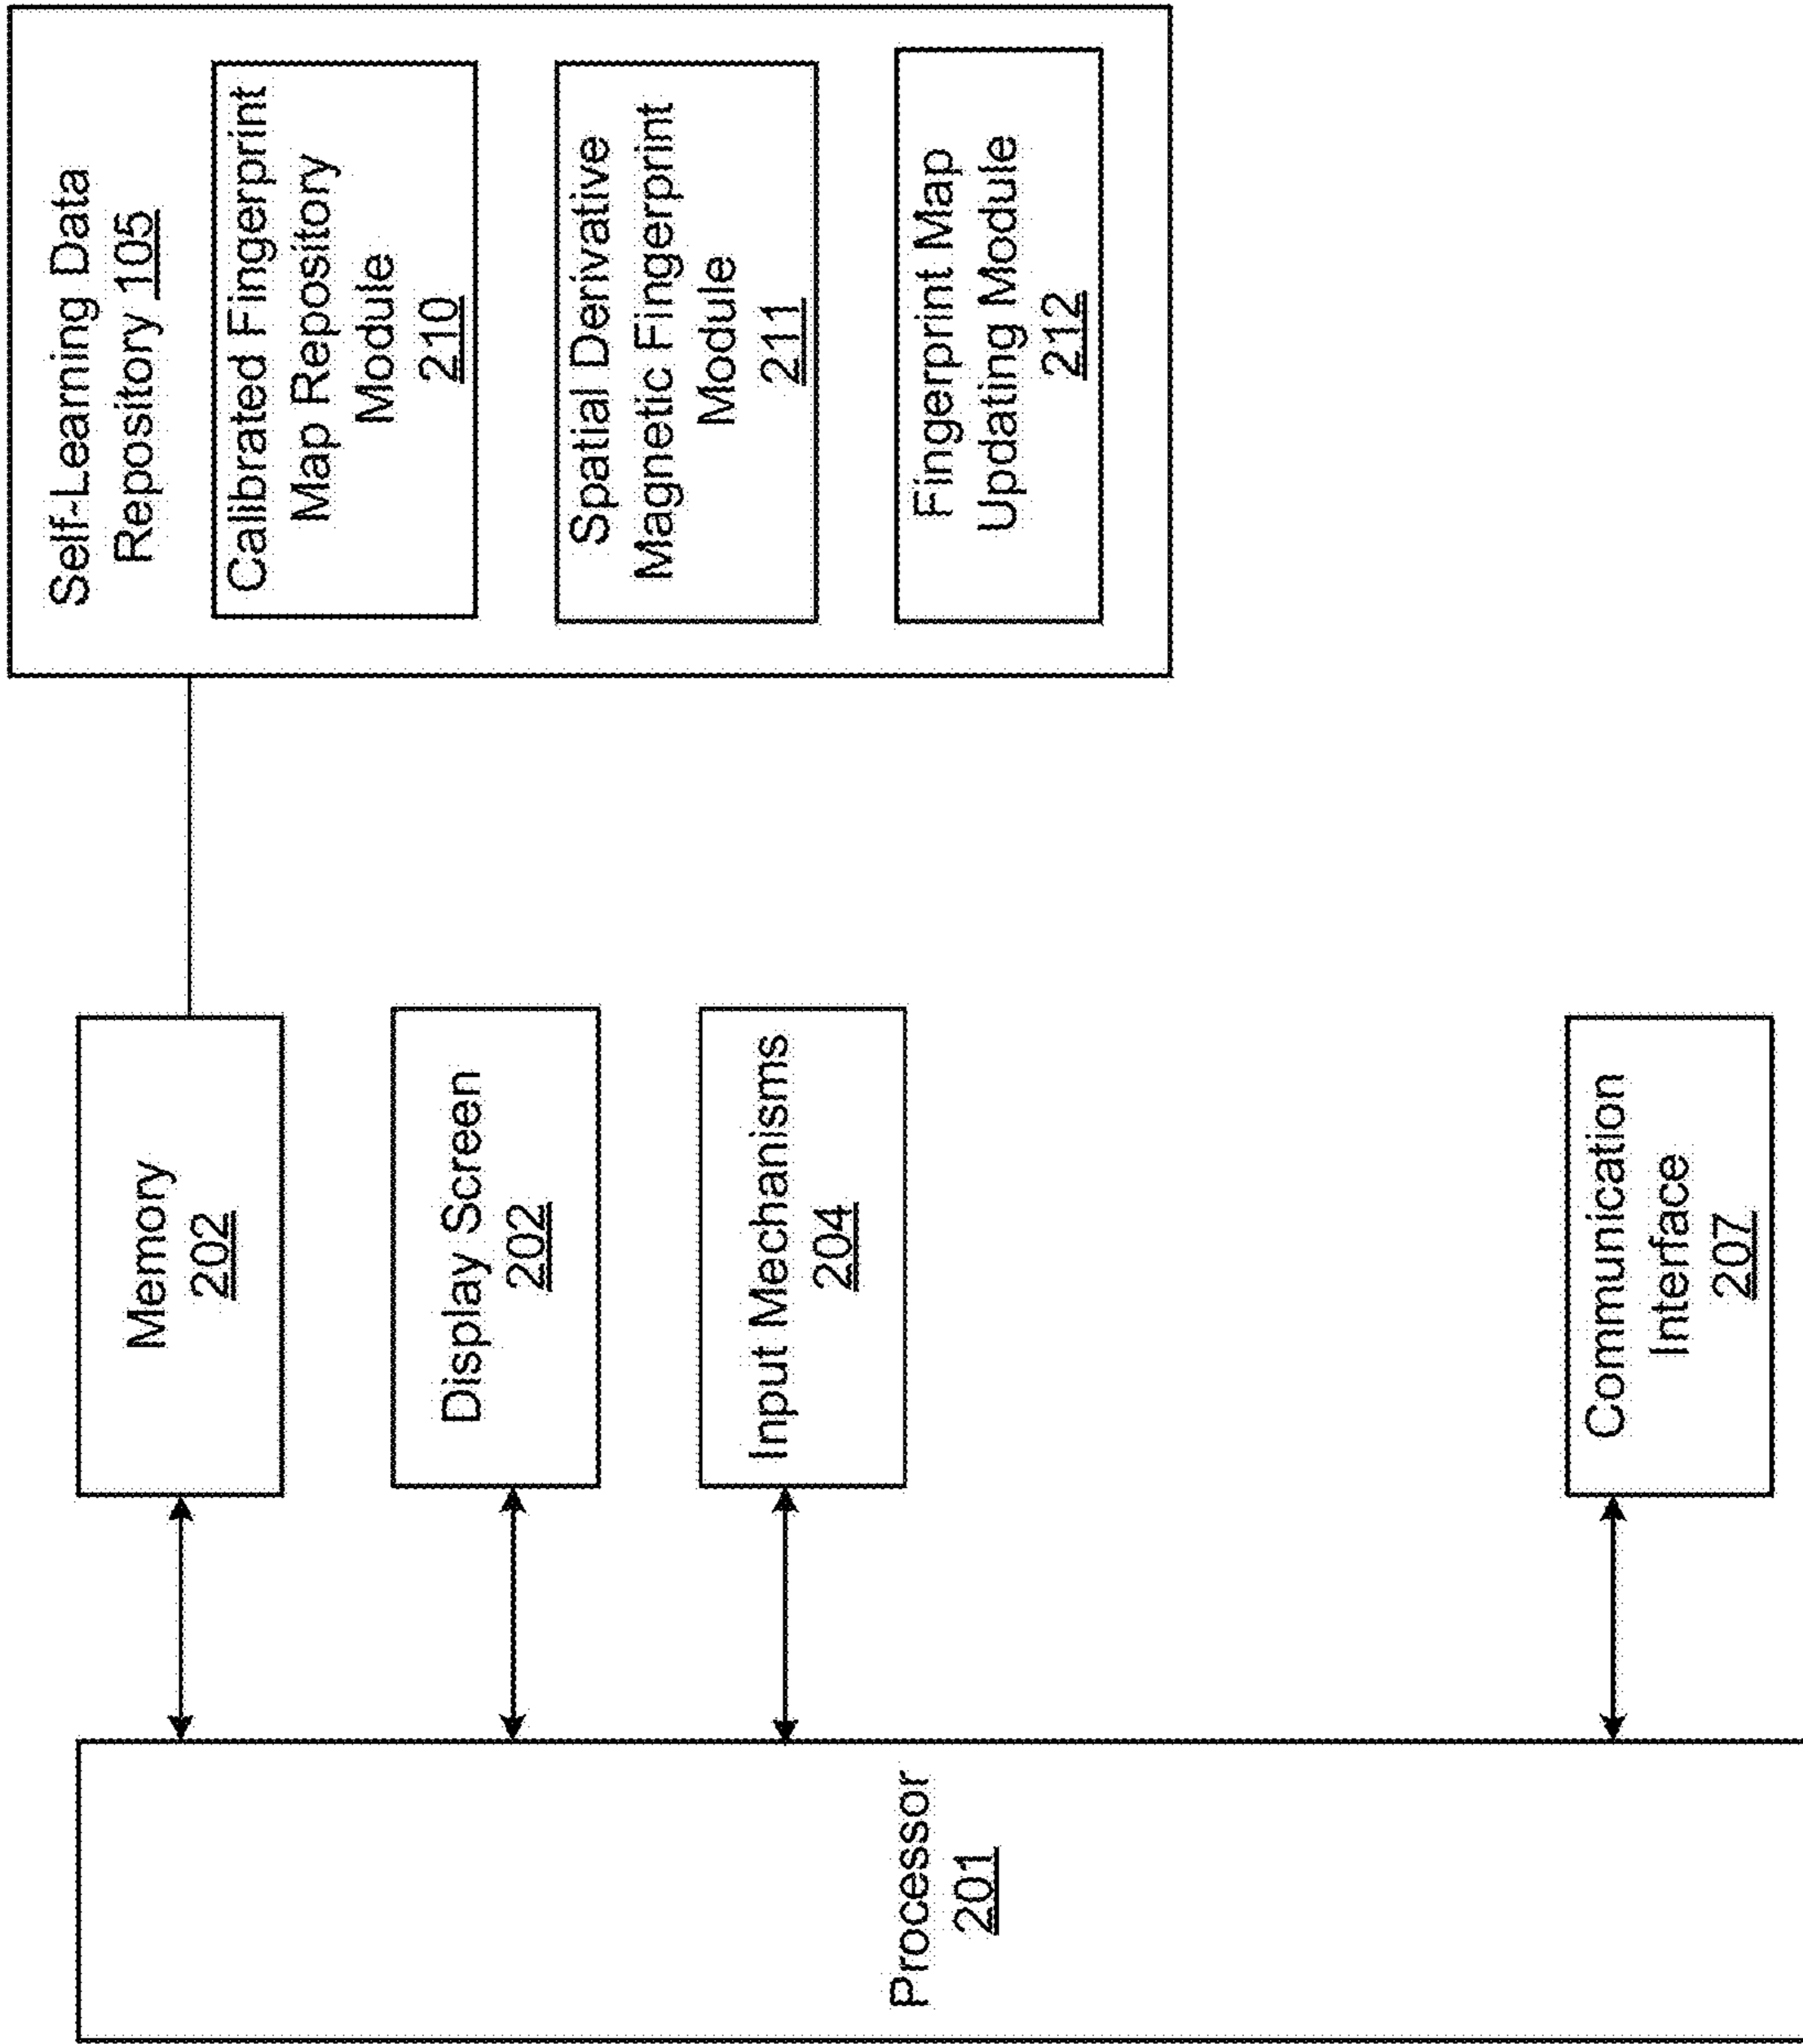 Processor
201
Memory
202
Display Screen
202
Input Mechanisms
204
Communication
Interface
207
Self-Learning Data
Repository 105
Calibrated Fingerprint
Map Repository
Module
210
Spatial Derivative
Magnetic Fingerprint
Module
211
Fingerprint Map
Updating Module
212